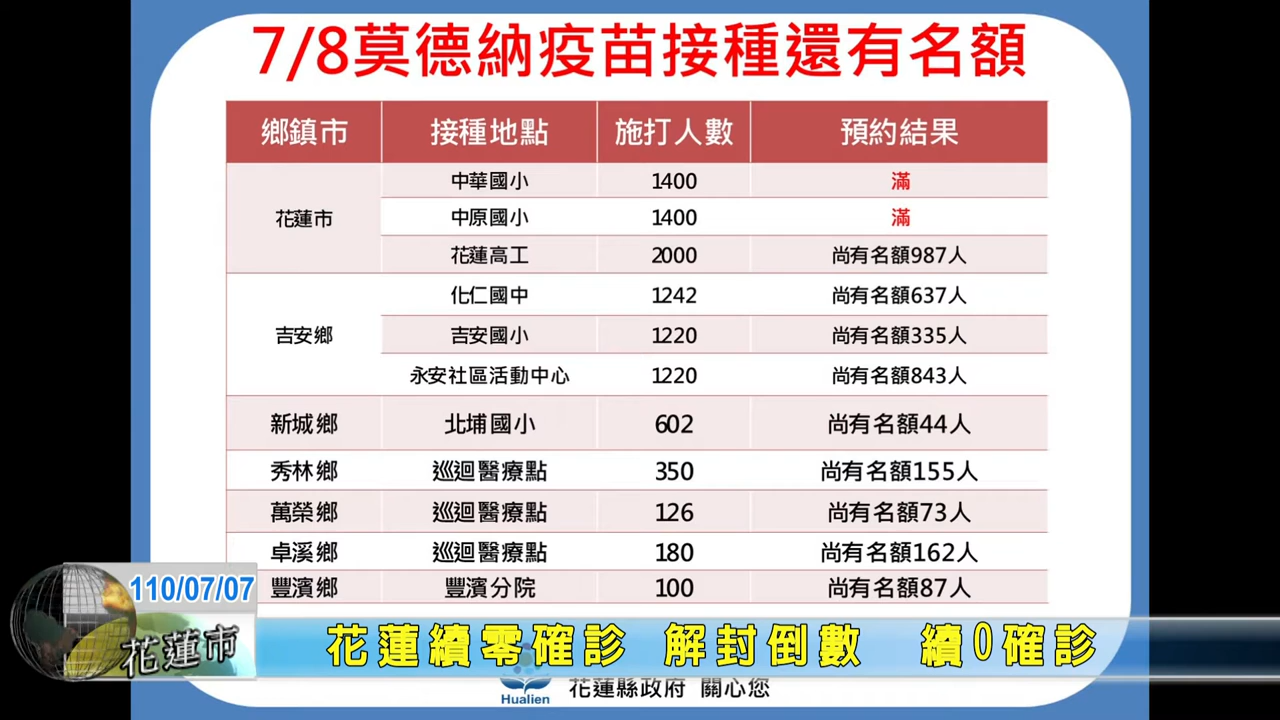 7/8莫德納疫苗接種還有名額
鄉鎮市 接種地點 施打人數 預約結果
花蓮市 中華國小 1400 滿
中原國小 1400 滿
花蓮高工 2000 尚有名額987人
吉安鄉 化仁國中 1242 尚有名額637人
吉安國小 1220 尚有名額335人
永安社區活動中心 1220 尚有名額843人
新城鄉 北埔國小 602 尚有名額44人
秀林鄉 巡迴醫療點 350 尚有名額155人
萬榮鄉 巡迴醫療點 126 尚有名額73人
卓溪鄉 巡迴醫療點 180 尚有名額162人
豐濱鄉 豐濱分院 100 尚有名額87人
110/07/07
花蓮市
花蓮續零確診 解封倒數 續0確診
Hualien
花蓮縣政府 關心您